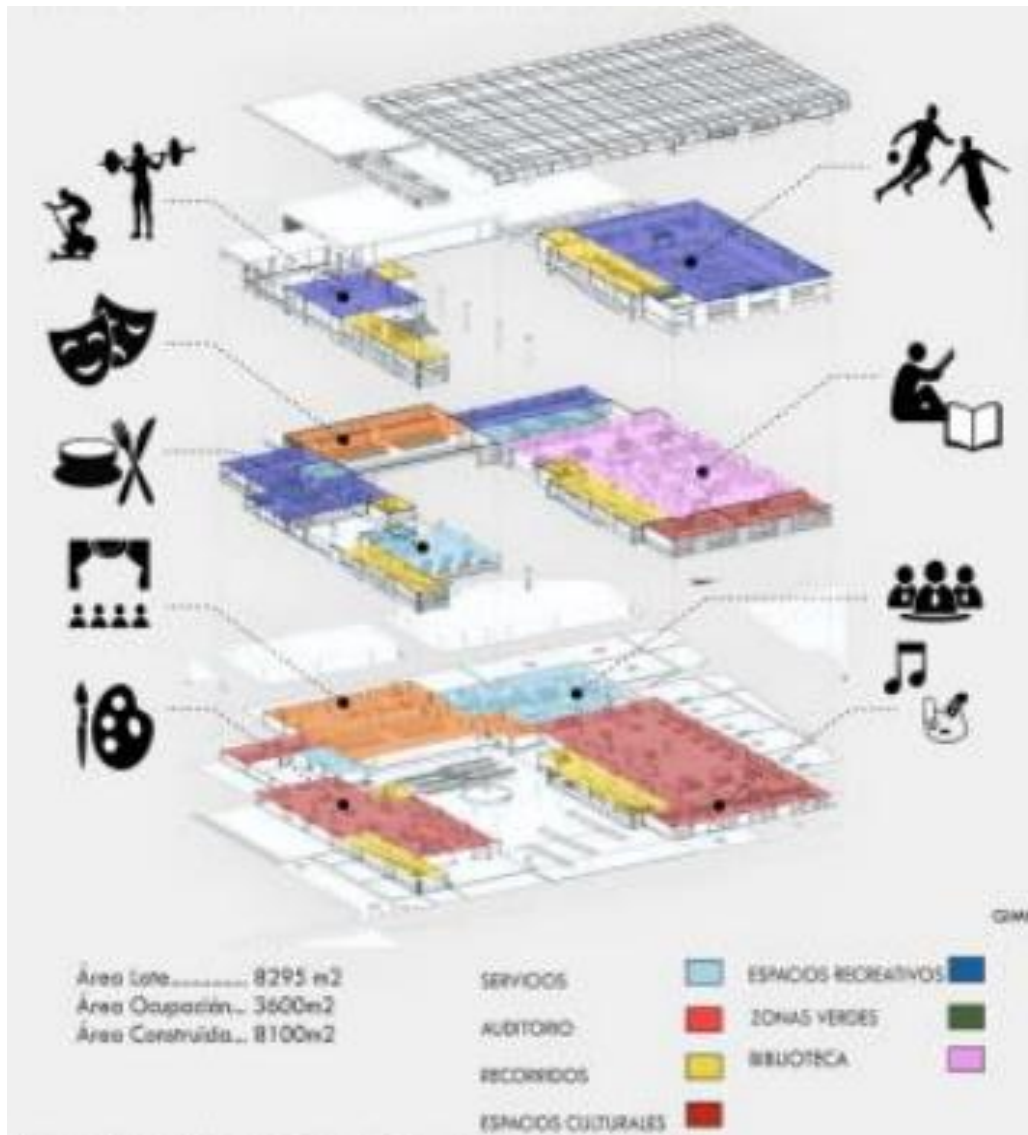 Área Lote............ 8295 m2
Área Ocupación... 3600m2
Área Construida... 8100m2
SERVICIOS
AUDITORIO
RECORRIDOS
ESPACIOS CULTURALES
ESPACIOS RECREATIVOS
ZONAS VERDES
BIBLIOTECA